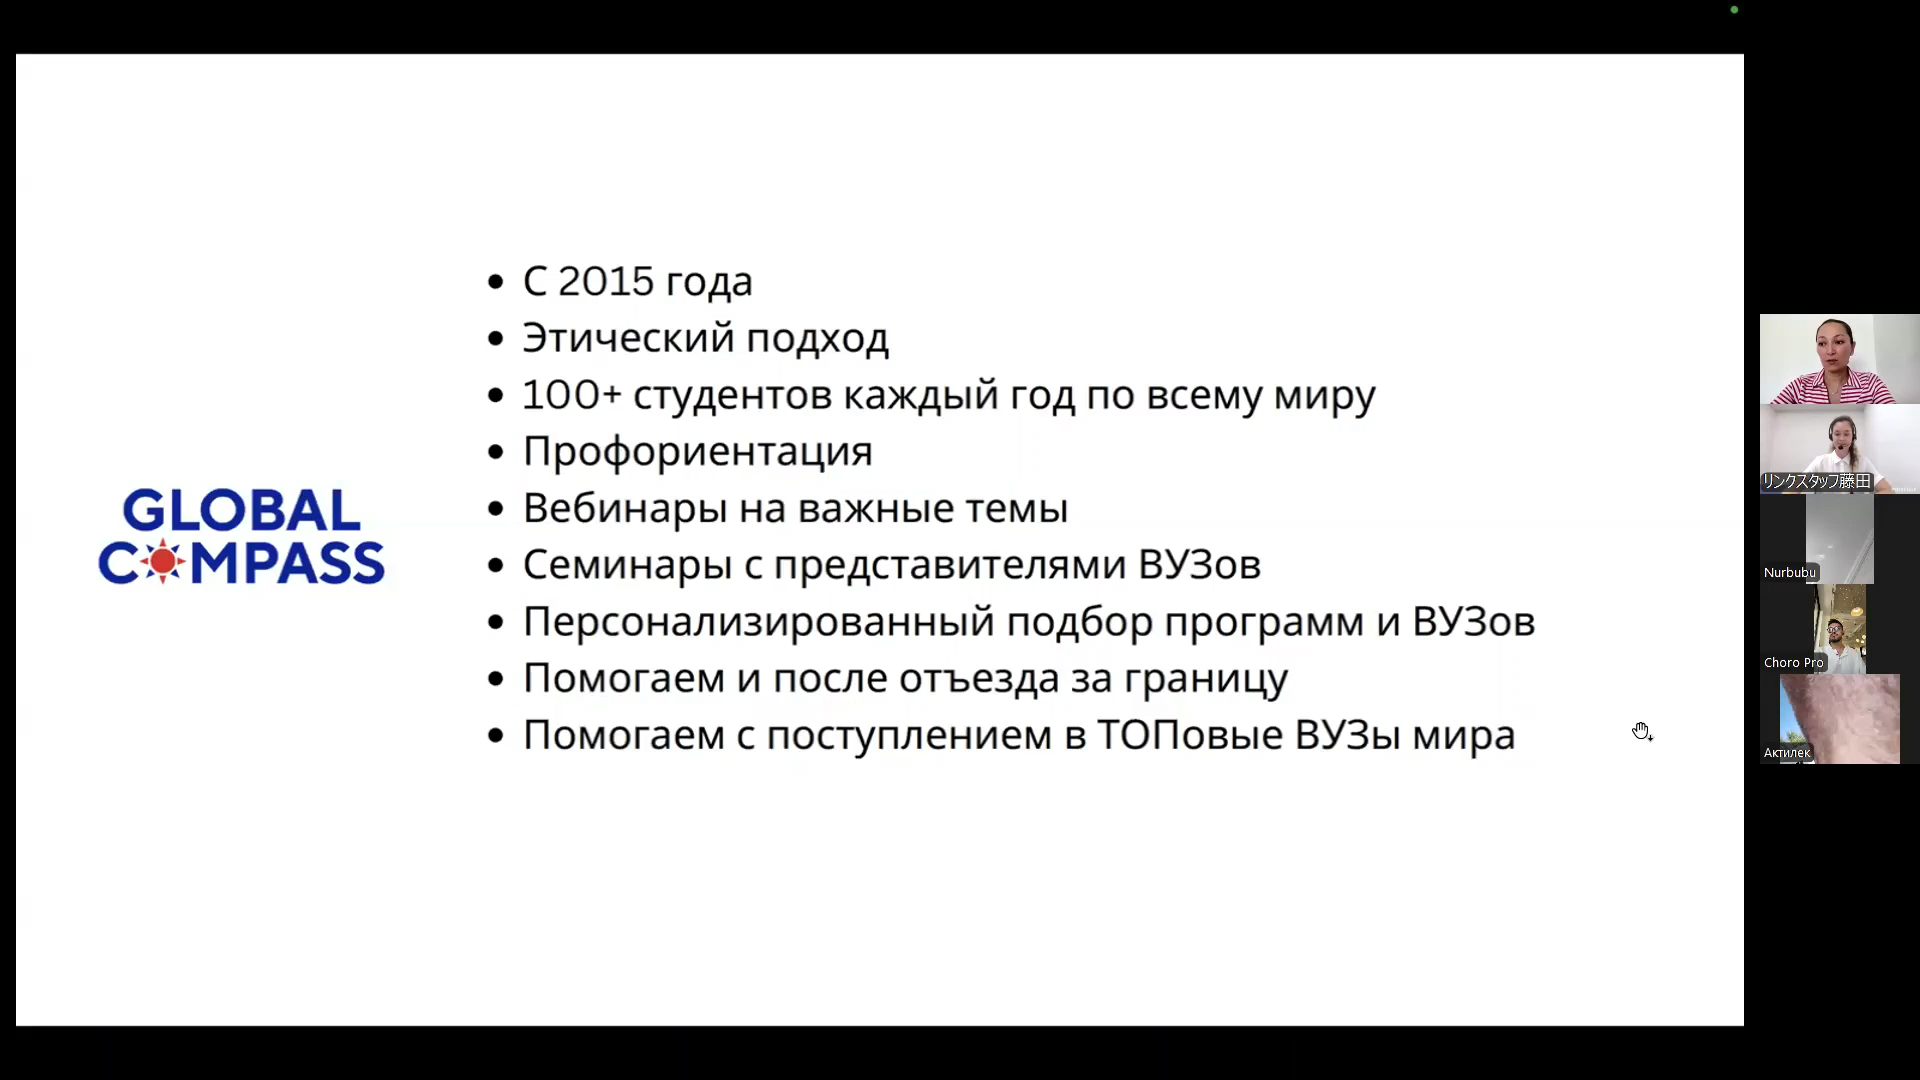 GLOBAL
COMPASS
С 2015 года
Этический подход
100+ студентов каждый год по всему миру
Профориентация
Вебинары на важные темы
Семинары с представителями ВУЗов
Персонализированный подбор программ и ВУЗов
Помогаем и после отъезда за границу
Помогаем с поступлением в ТОПовые ВУЗы мира
リンクスタッフ藤田
Nurbubu
Choro Pro
Актилек